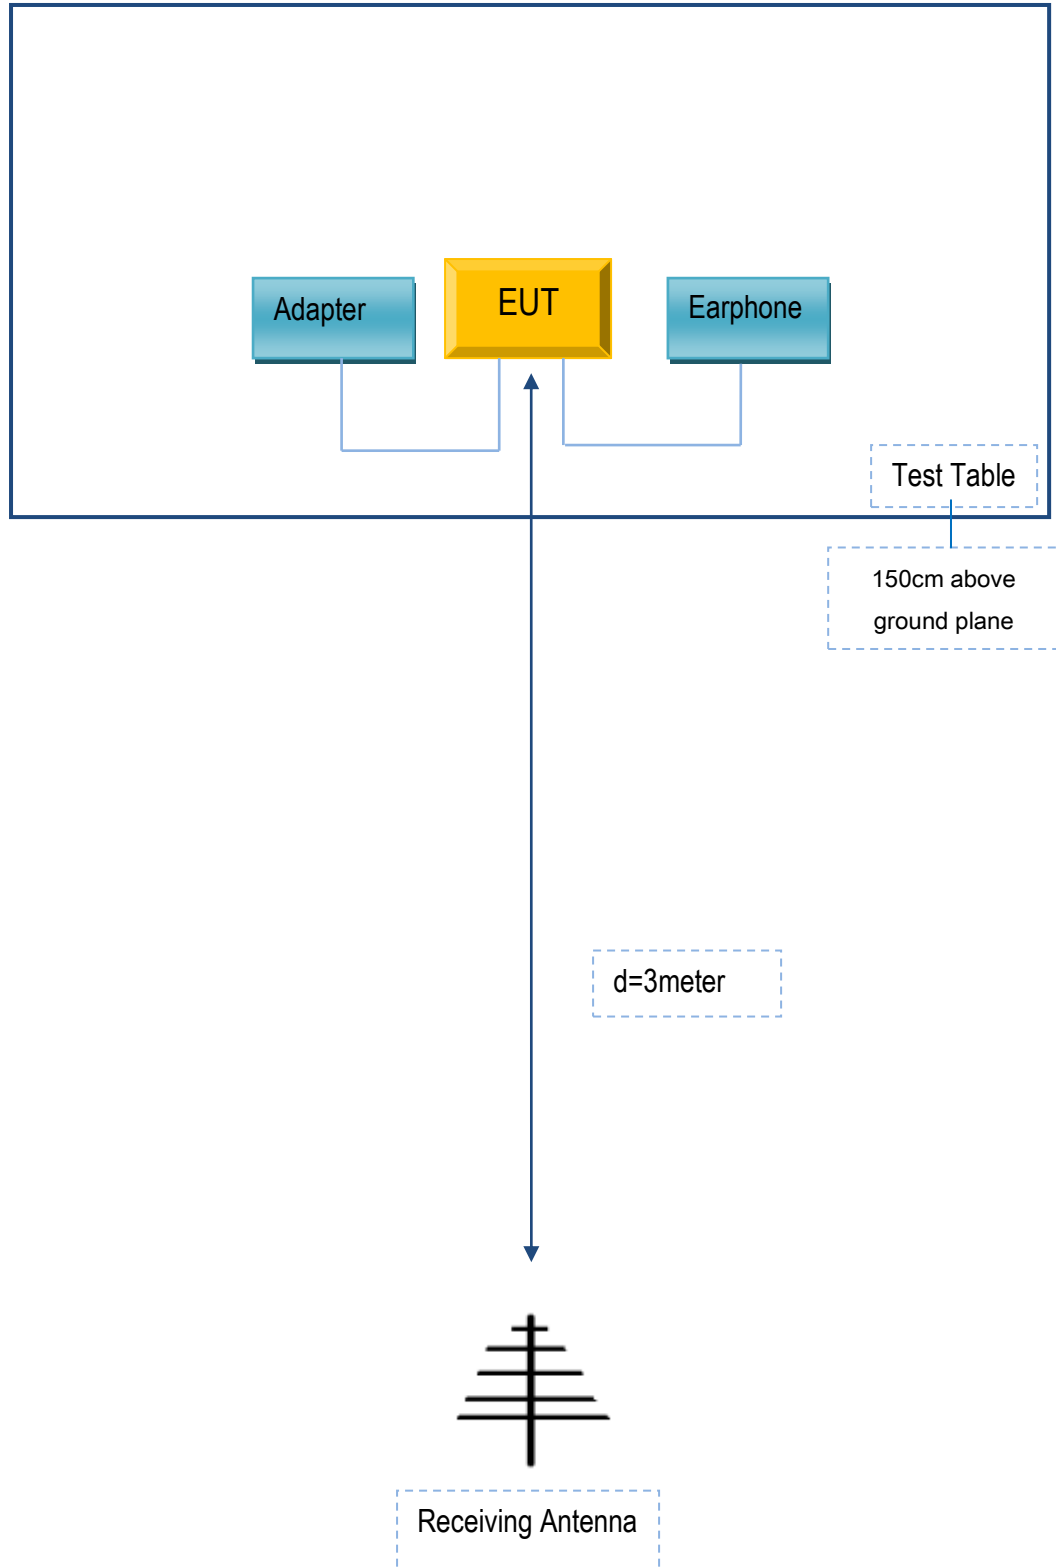 Adapter
EUT
Earphone
Test Table
150cm above
ground plane
d=3meter
Receiving Antenna